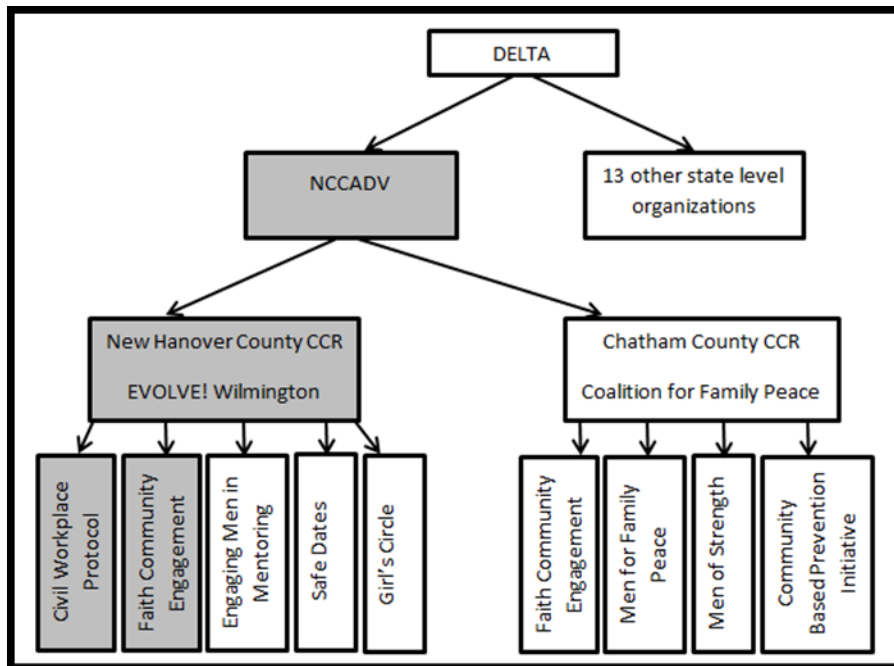 DELTA
NCCADV
13 other state level
organizations
New Hanover County CCR
EVOLVE! Wilmington
Chatham County CCR
Coalition for Family Peace
Civil Workplace
Protocol
Faith Community
Engagement
Engaging Men in
Mentoring
Safe Dates
Girl's Circle
Faith Community
Engagement
Men for Family
Peace
Men of Strength
Community
Based Prevention
Initiative